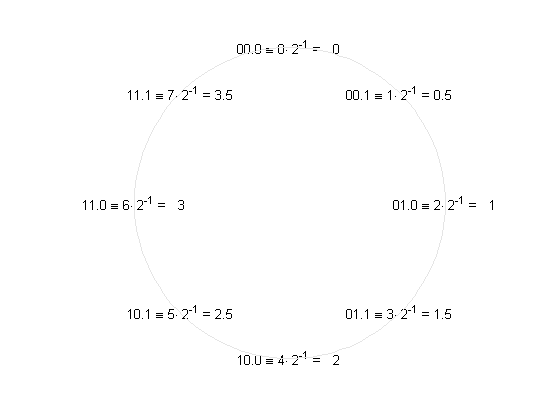 00.0 ≡ 0· 2⁻¹ = 0
11.1 ≡ 7· 2⁻¹ = 3.5
00.1 ≡ 1· 2⁻¹ = 0.5
11.0 ≡ 6· 2⁻¹ = 3
01.0 ≡ 2· 2⁻¹ = 1
10.1 ≡ 5· 2⁻¹ = 2.5
01.1 ≡ 3· 2⁻¹ = 1.5
10.0 ≡ 4· 2⁻¹ = 2